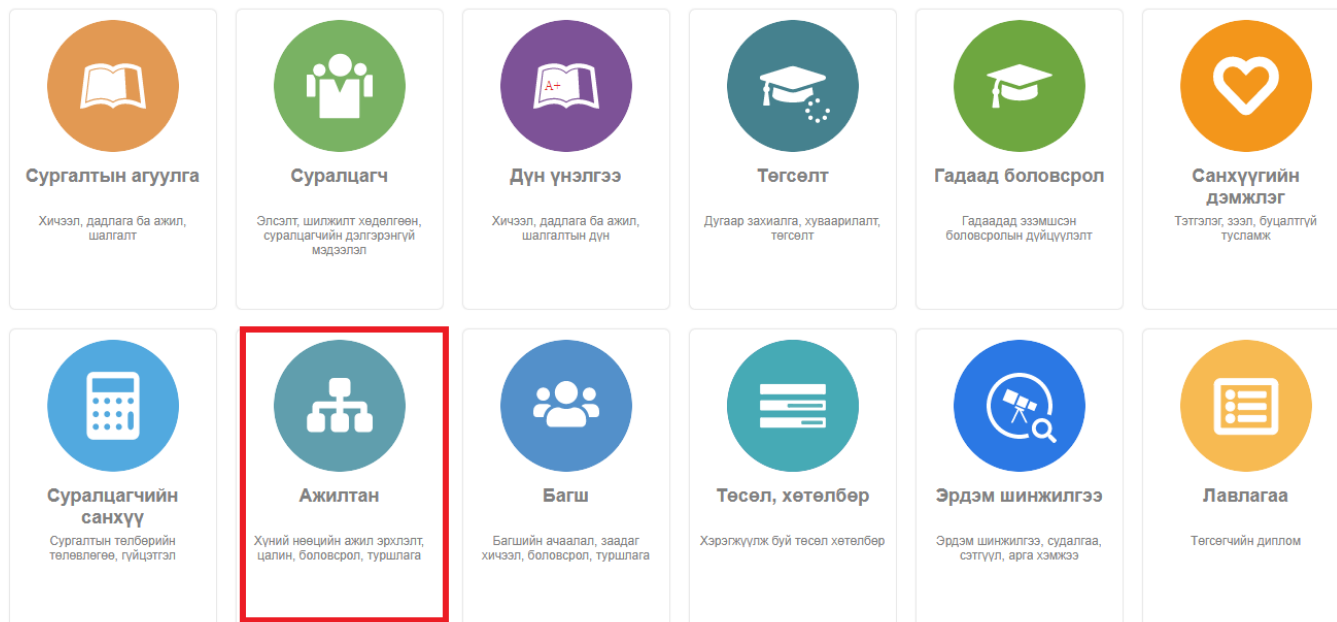 A+
Сургалтын агуулга
Хичээл, дадлага ба ажил,
шалгалт
Суралцагч
Элсэлт, шилжилт хөдөлгөөн,
суралцагчийн дэлгэрэнгүй
мэдээлэл
Дүн үнэлгээ
Хичээл, дадлага ба ажил,
шалгалтын дүн
Төгсөлт
Дугаар захиалга, хуваарилалт,
төгсөлт
Гадаад боловсрол
Гадаадад эзэмшсэн
боловсролын дүйцүүлэлт
Санхүүгийн
дэмжлэг
Тэтгэлэг, зээл, буцалтгүй
тусламж
Суралцагчийн
санхүү
Сургалтын төлбөрийн
төлөвлөгөө, гүйцэтгэл
Ажилтан
Хүний нөөцийн ажил эрхлэлт,
цалин, боловсрол, туршлага
Багш
Багшийн ачаалал, заадаг
хичээл, боловсрол, туршлага
Төсөл, хөтөлбөр
Хэрэгжүүлж буй төсөл хөтөлбөр
Эрдэм шинжилгээ
Эрдэм шинжилгээ, судалгаа,
сэтгүүл, арга хэмжээ
Лавлагаа
Төгсөгчийн диплом